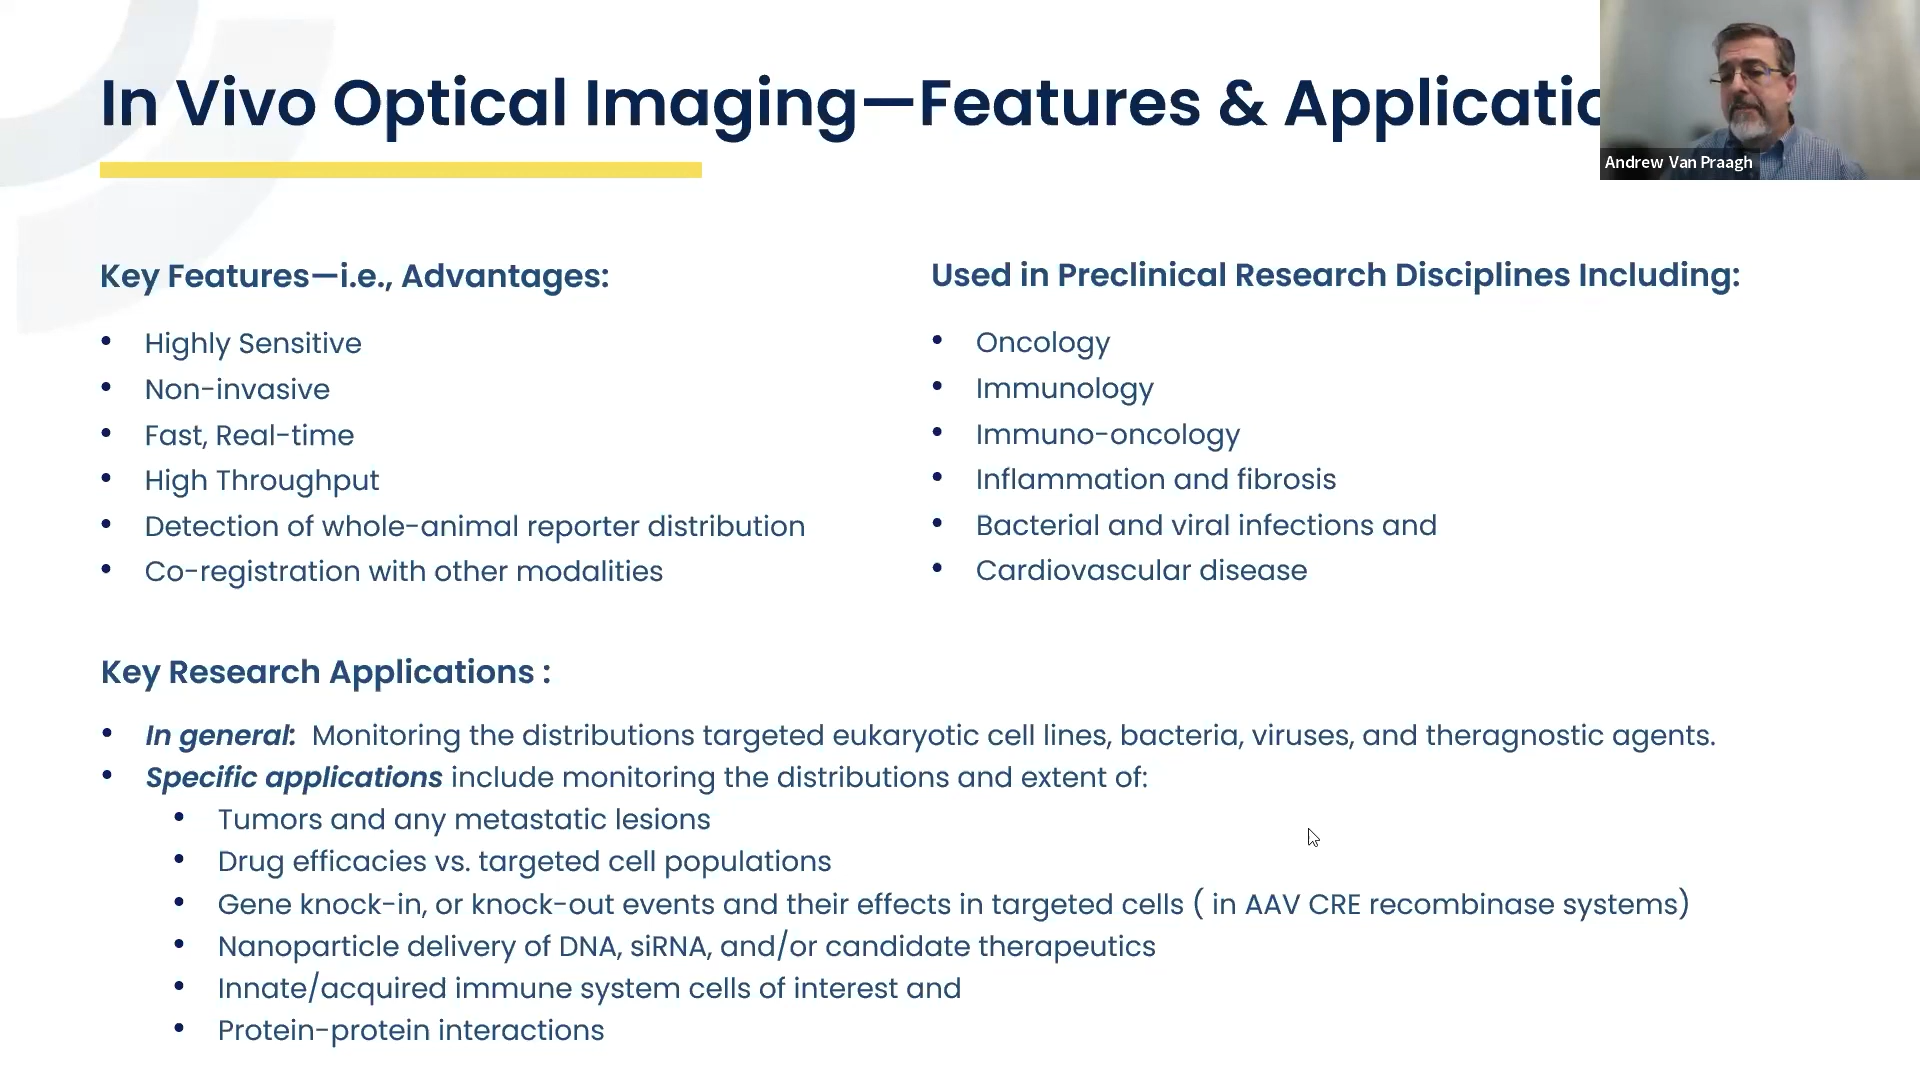 In Vivo Optical Imaging—Features & Applicatio
Andrew Van Praagh
Key Features—i.e., Advantages:
• Highly Sensitive
• Non-invasive
• Fast, Real-time
• High Throughput
• Detection of whole-animal reporter distribution
• Co-registration with other modalities
Used in Preclinical Research Disciplines Including:
• Oncology
• Immunology
• Immuno-oncology
• Inflammation and fibrosis
• Bacterial and viral infections and
• Cardiovascular disease
Key Research Applications :
• In general: Monitoring the distributions targeted eukaryotic cell lines, bacteria, viruses, and theragnostic agents.
• Specific applications include monitoring the distributions and extent of:
• Tumors and any metastatic lesions
• Drug efficacies vs. targeted cell populations
• Gene knock-in, or knock-out events and their effects in targeted cells ( in AAV CRE recombinase systems)
• Nanoparticle delivery of DNA, siRNA, and/or candidate therapeutics
• Innate/acquired immune system cells of interest and
• Protein-protein interactions